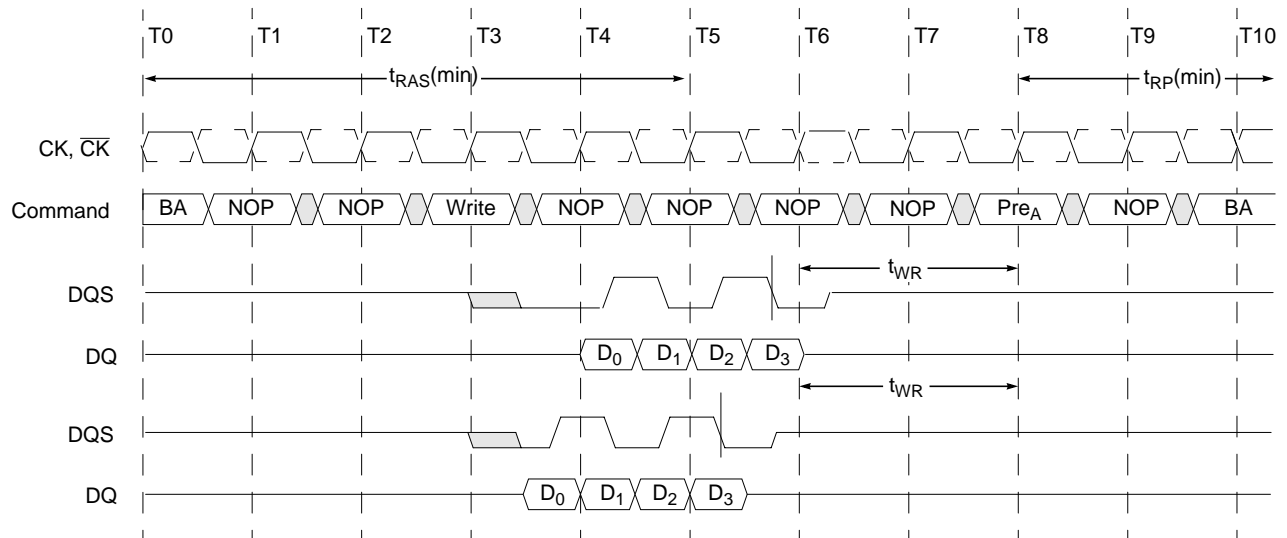 T0 T1 T2 T3 T4 T5 T6 T7 T8 T9 T10
tRAS(min) tRP(min)
CK, C̅K̅
Command BA NOP NOP Write NOP NOP NOP NOP PreA NOP BA
tWR
DQS
DQ D0 D1 D2 D3
tWR
DQS
DQ D0 D1 D2 D3